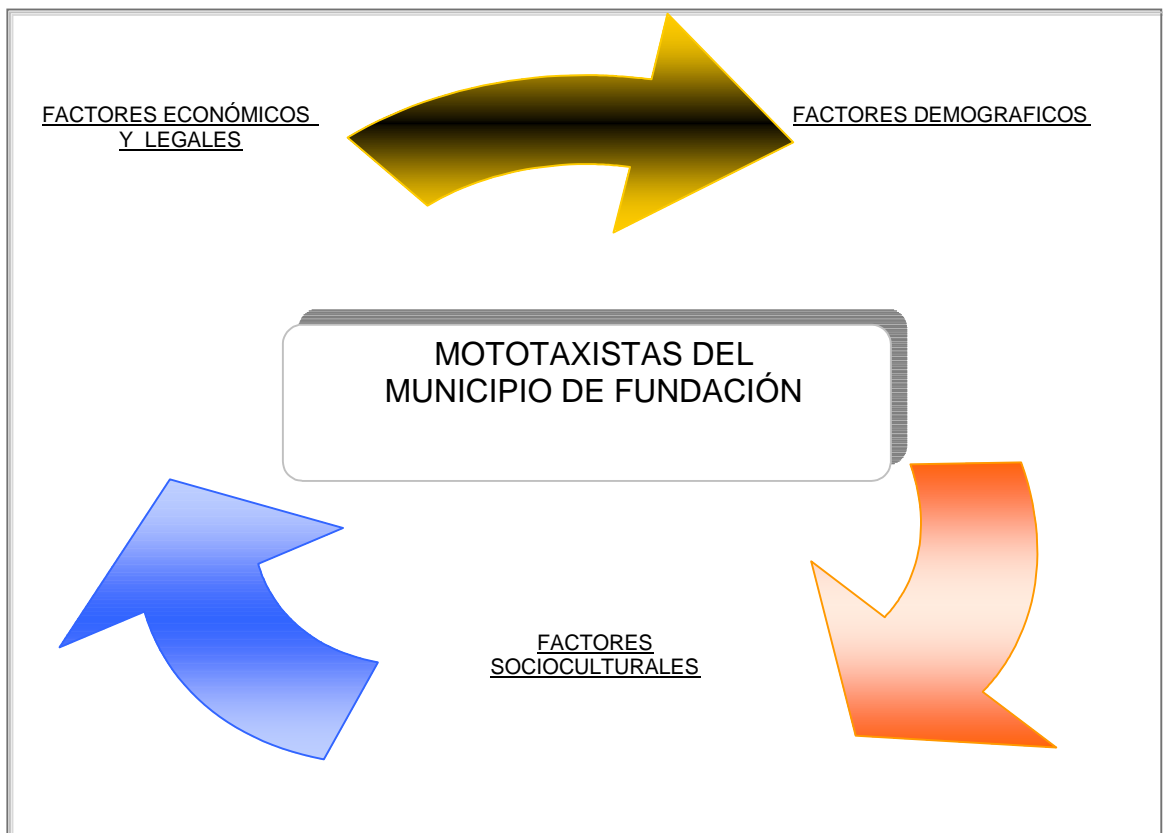 FACTORES ECONÓMICOS
Y LEGALES
FACTORES DEMOGRAFICOS
MOTOTAXISTAS DEL
MUNICIPIO DE FUNDACIÓN
FACTORES
SOCIOCULTURALES